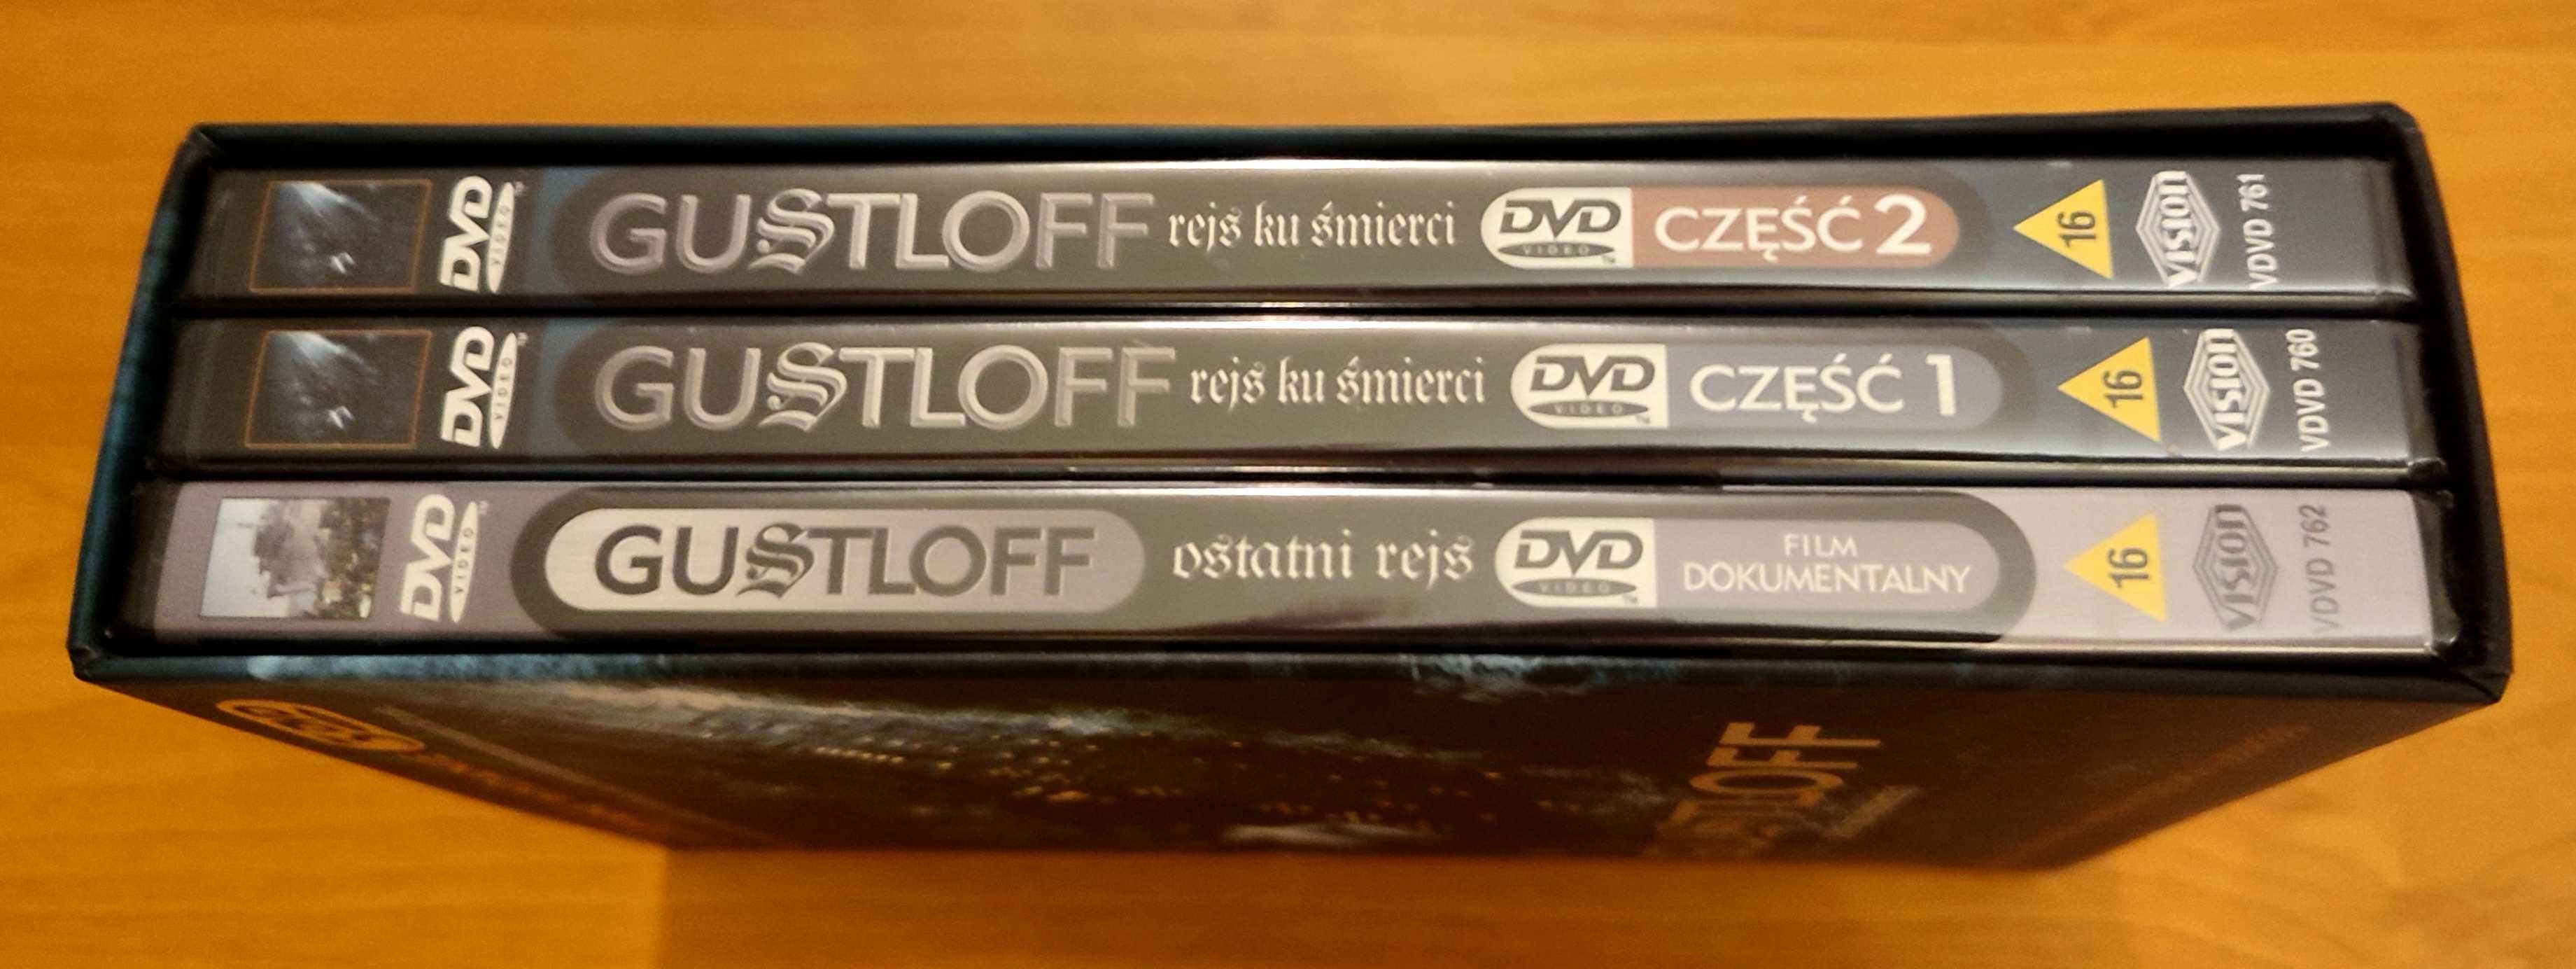 DVD VIDEO GUSTLOFF rejs ku śmierci DVD VIDEO CZĘŚĆ 2 16 VISION VDVD 761
DVD VIDEO GUSTLOFF rejs ku śmierci DVD VIDEO CZĘŚĆ 1 16 VISION VDVD 760
DVD VIDEO GUSTLOFF ostatni rejs DVD VIDEO FILM
DOKUMENTALNY 16 VISION VDVD 762
STLOFF